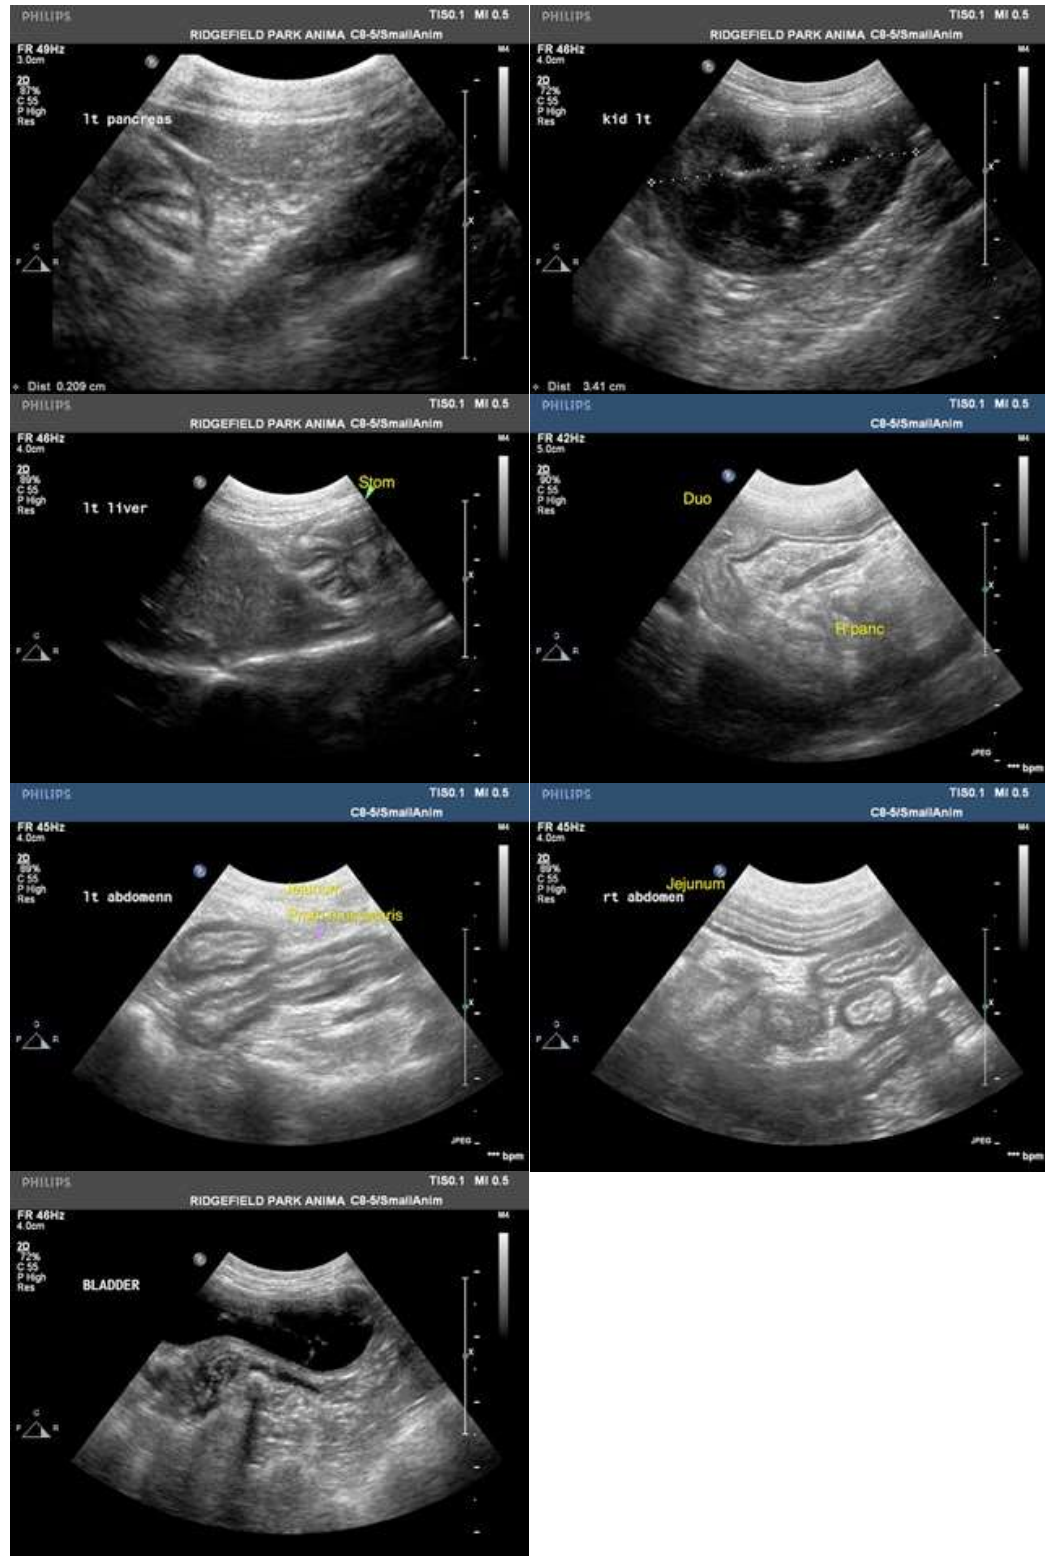 PHILIPS
TIS0.1 MI 0.5
RIDGEFIELD PARK ANIMA C8-5/SmallAnim
FR 49Hz
3.0cm
M4
2D
87%
C 55
P High
Res
lt pancreas
x
G
P R
Dist 0.209 cm
PHILIPS
TIS0.1 MI 0.5
RIDGEFIELD PARK ANIMA C8-5/SmallAnim
FR 46Hz
4.0cm
M4
2D
72%
C 55
P High
Res
kid lt
x
G
P R
Dist 3.41 cm
PHILIPS
TIS0.1 MI 0.5
RIDGEFIELD PARK ANIMA C8-5/SmallAnim
FR 46Hz
4.0cm
M4
2D
89%
C 55
P High
Res
Stom
lt liver
x
G
P R
PHILIPS
TIS0.1 MI 0.5
C8-5/SmallAnim
FR 42Hz
5.0cm
M4
2D
90%
C 55
P High
Res
Duo
x
R panc
G
P R
JPEG
*** bpm
PHILIPS
TIS0.1 MI 0.5
C8-5/SmallAnim
FR 45Hz
4.0cm
M4
2D
89%
C 55
P High
Res
Jejunum
lt abdomenn
x
G
P R
JPEG
*** bpm
PHILIPS
TIS0.1 MI 0.5
C8-5/SmallAnim
FR 45Hz
4.0cm
M4
2D
89%
C 55
P High
Res
Jejunum
rt abdomen
x
G
P R
JPEG
*** bpm
PHILIPS
TIS0.1 MI 0.5
RIDGEFIELD PARK ANIMA C8-5/SmallAnim
FR 46Hz
4.0cm
M4
2D
72%
C 55
P High
Res
BLADDER
x
G
P R